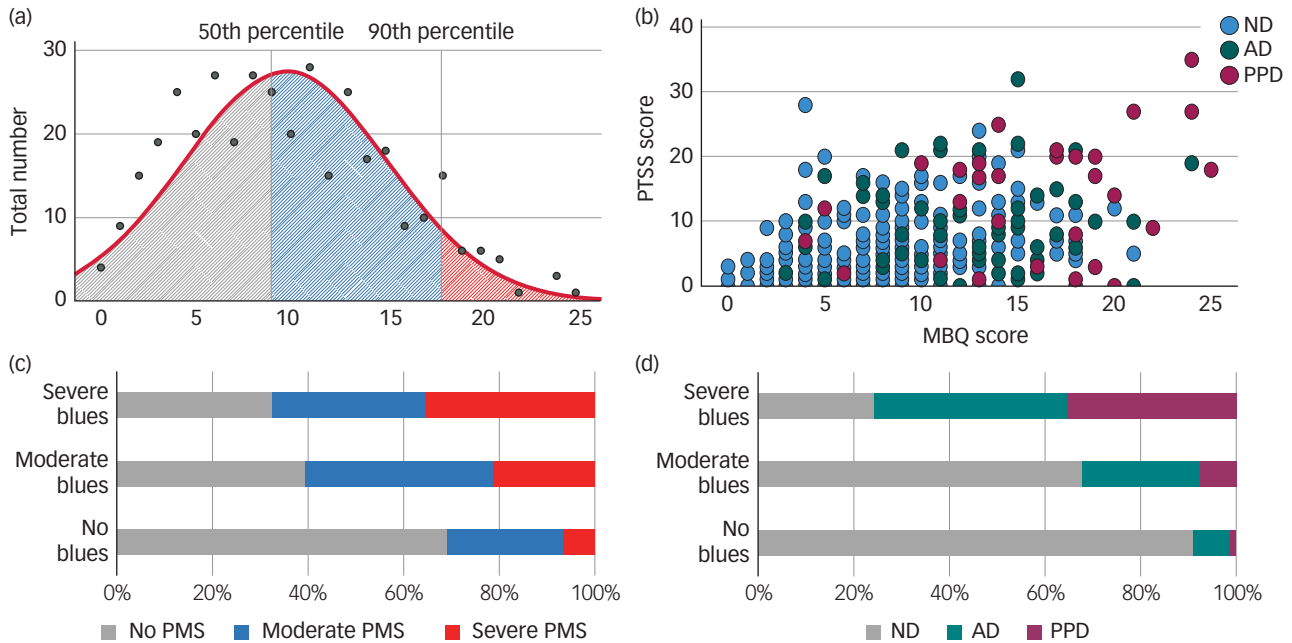 (a)
50th percentile 90th percentile
30
20
10
0
Total number
0 5 10 15 20 25
(b)
ND
AD
PPD
40
30
20
10
0
PTSS score
0 5 10 15 20 25
MBQ score
(c)
Severe
blues
Moderate
blues
No
blues
0% 20% 40% 60% 80% 100%
No PMS Moderate PMS Severe PMS
(d)
Severe
blues
Moderate
blues
No
blues
0% 20% 40% 60% 80% 100%
ND AD PPD